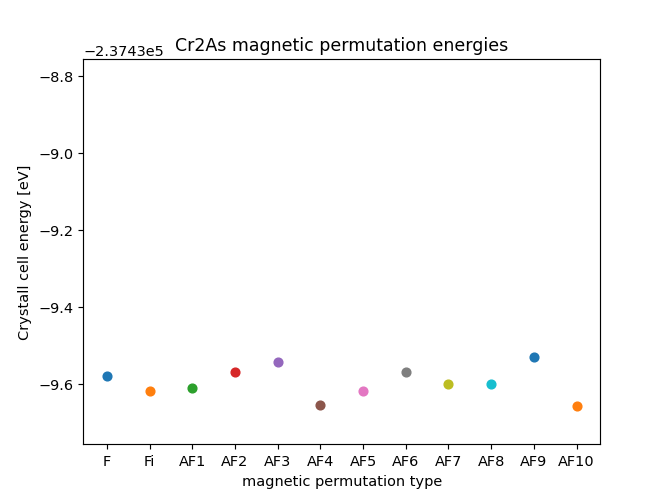 −2.3743e5
Cr2As magnetic permutation energies
−8.8
−9.0
−9.2
−9.4
−9.6
Crystall cell energy [eV]
F Fi AF1 AF2 AF3 AF4 AF5 AF6 AF7 AF8 AF9 AF10
magnetic permutation type